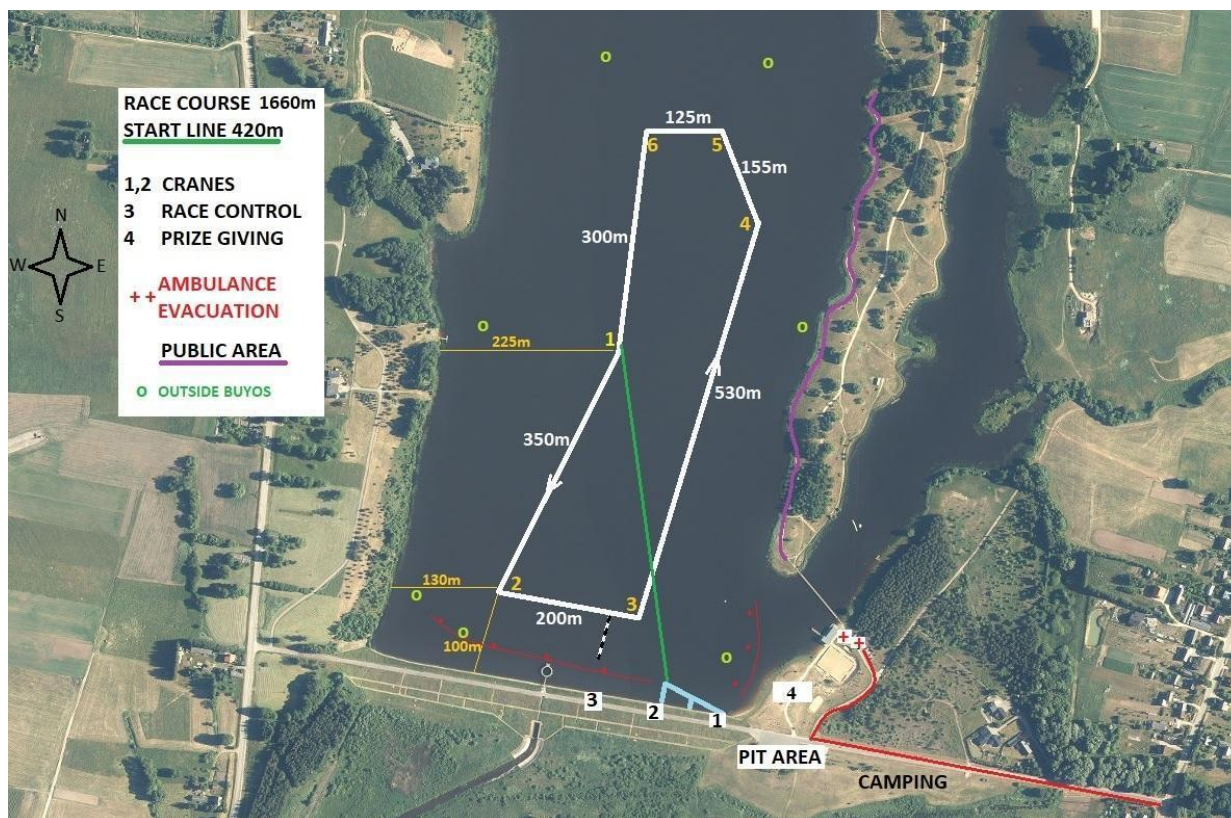 RACE COURSE 1660m
START LINE 420m
1,2 CRANES
3 RACE CONTROL
4 PRIZE GIVING
++ AMBULANCE
EVACUATION
PUBLIC AREA
O OUTSIDE BUYOS
N
W E
S
O
O
125m
6
5
155m
4
300m
O
O
1
225m
530m
350m
2
130m
O
200m
3
100m
O
O
++
3
2
1
4
PIT AREA
CAMPING